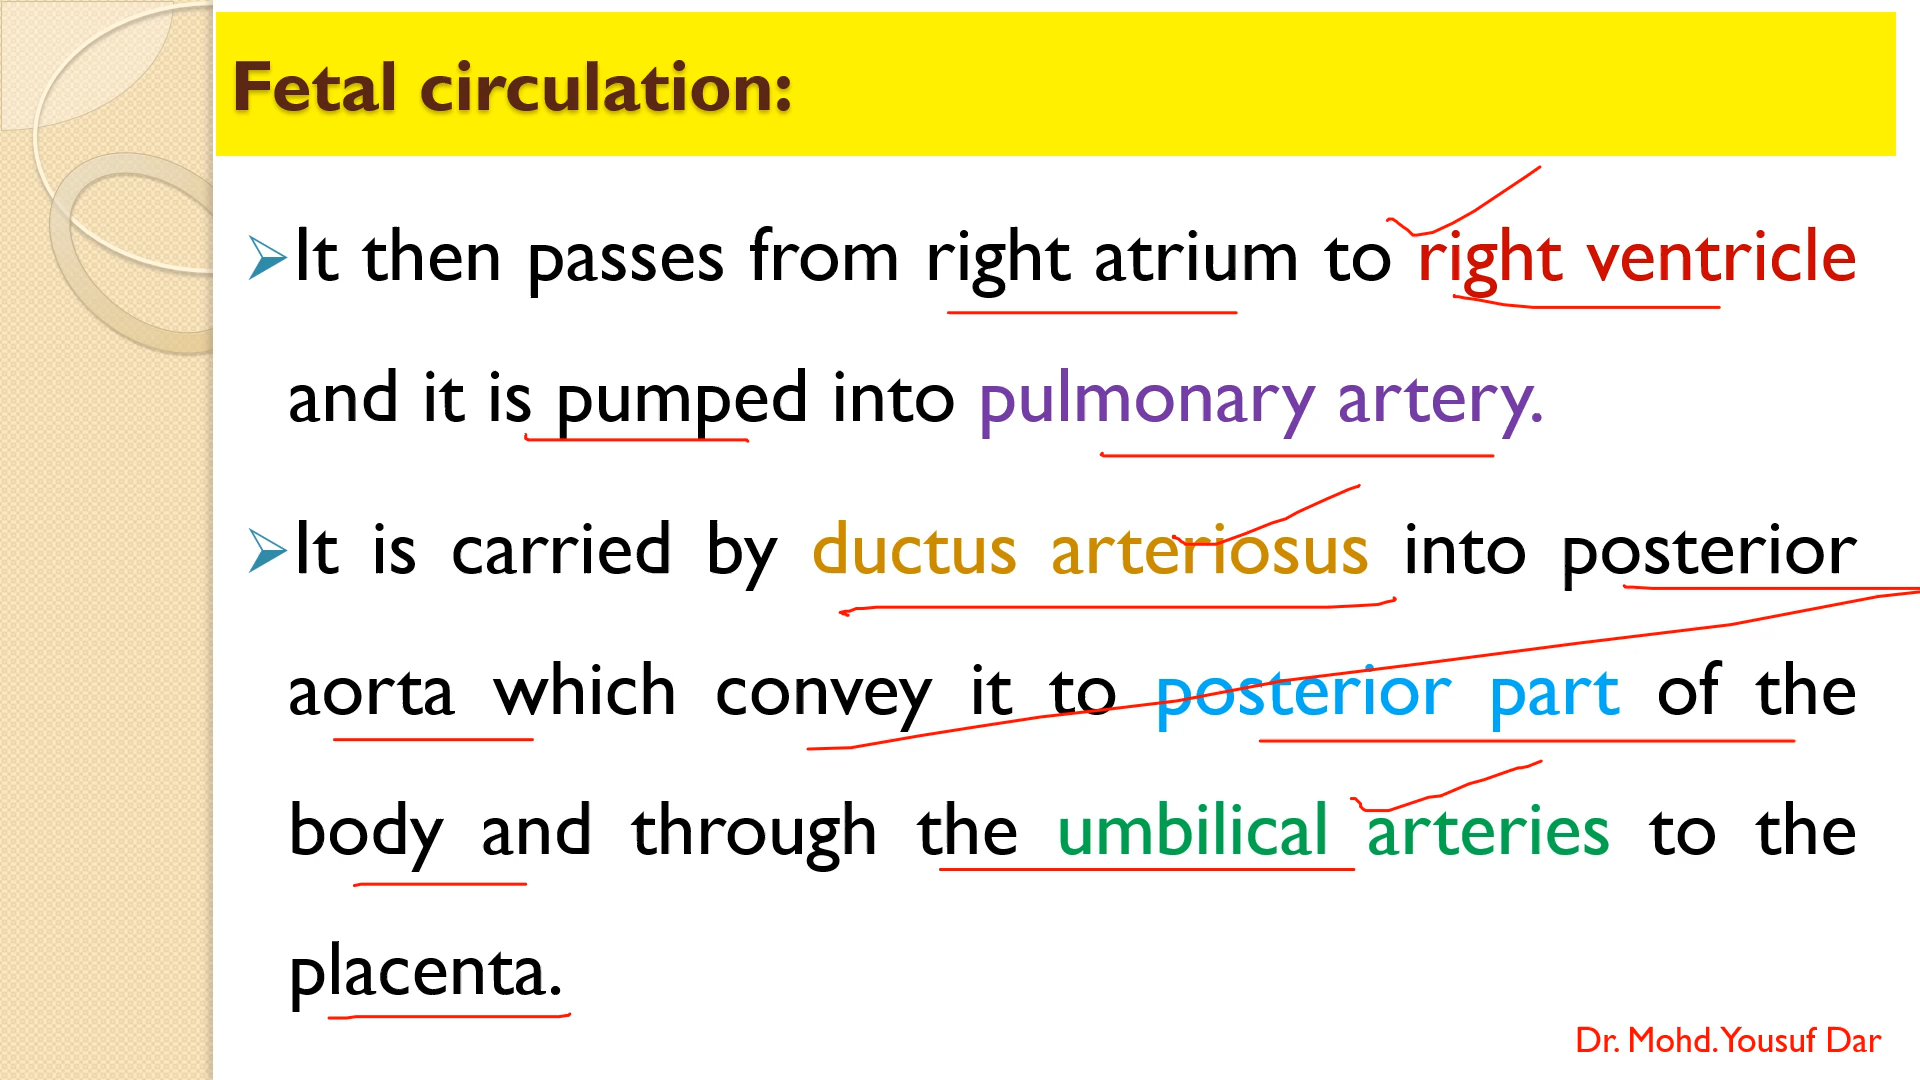 Fetal circulation:
It then passes from right atrium to right ventricle
and it is pumped into pulmonary artery.
It is carried by ductus arteriosus into posterior
aorta which convey it to posterior part of the
body and through the umbilical arteries to the
placenta.
Dr. Mohd. Yousuf Dar